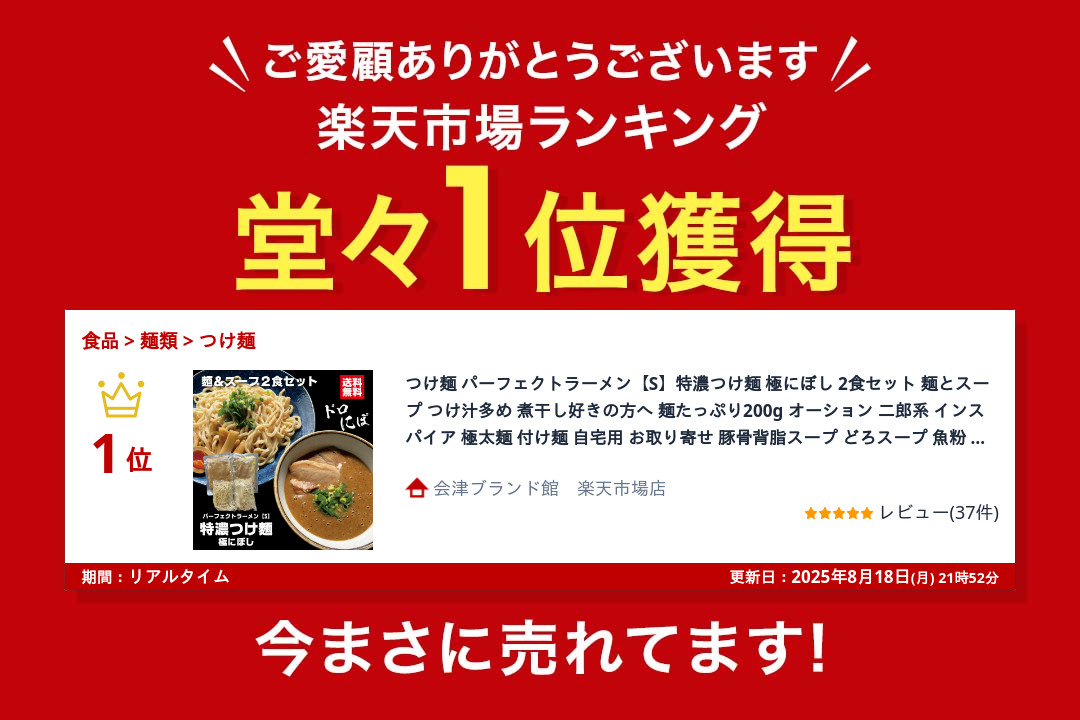 ご愛顧ありがとうございます
楽天市場ランキング
堂々1位獲得
食品 > 麺類 > つけ麺
1位
麺&スープ2食セット
送料
無料
ドロ
にぼ
パーフェクトラーメン【S】
特濃つけ麺
極にぼし
つけ麺 パーフェクトラーメン【S】特濃つけ麺 極にぼし 2食セット 麺とスー
プ つけ汁多め 煮干し好きの方へ 麺たっぷり200g オーション 二郎系 インス
パイア 極太麺 付け麺 自宅用 お取り寄せ 豚骨背脂スープ どろスープ 魚粉 ...
会津ブランド館 楽天市場店
レビュー(37件)
期間：リアルタイム
更新日：2025年8月18日(月) 21時52分
今まさに売れてます!